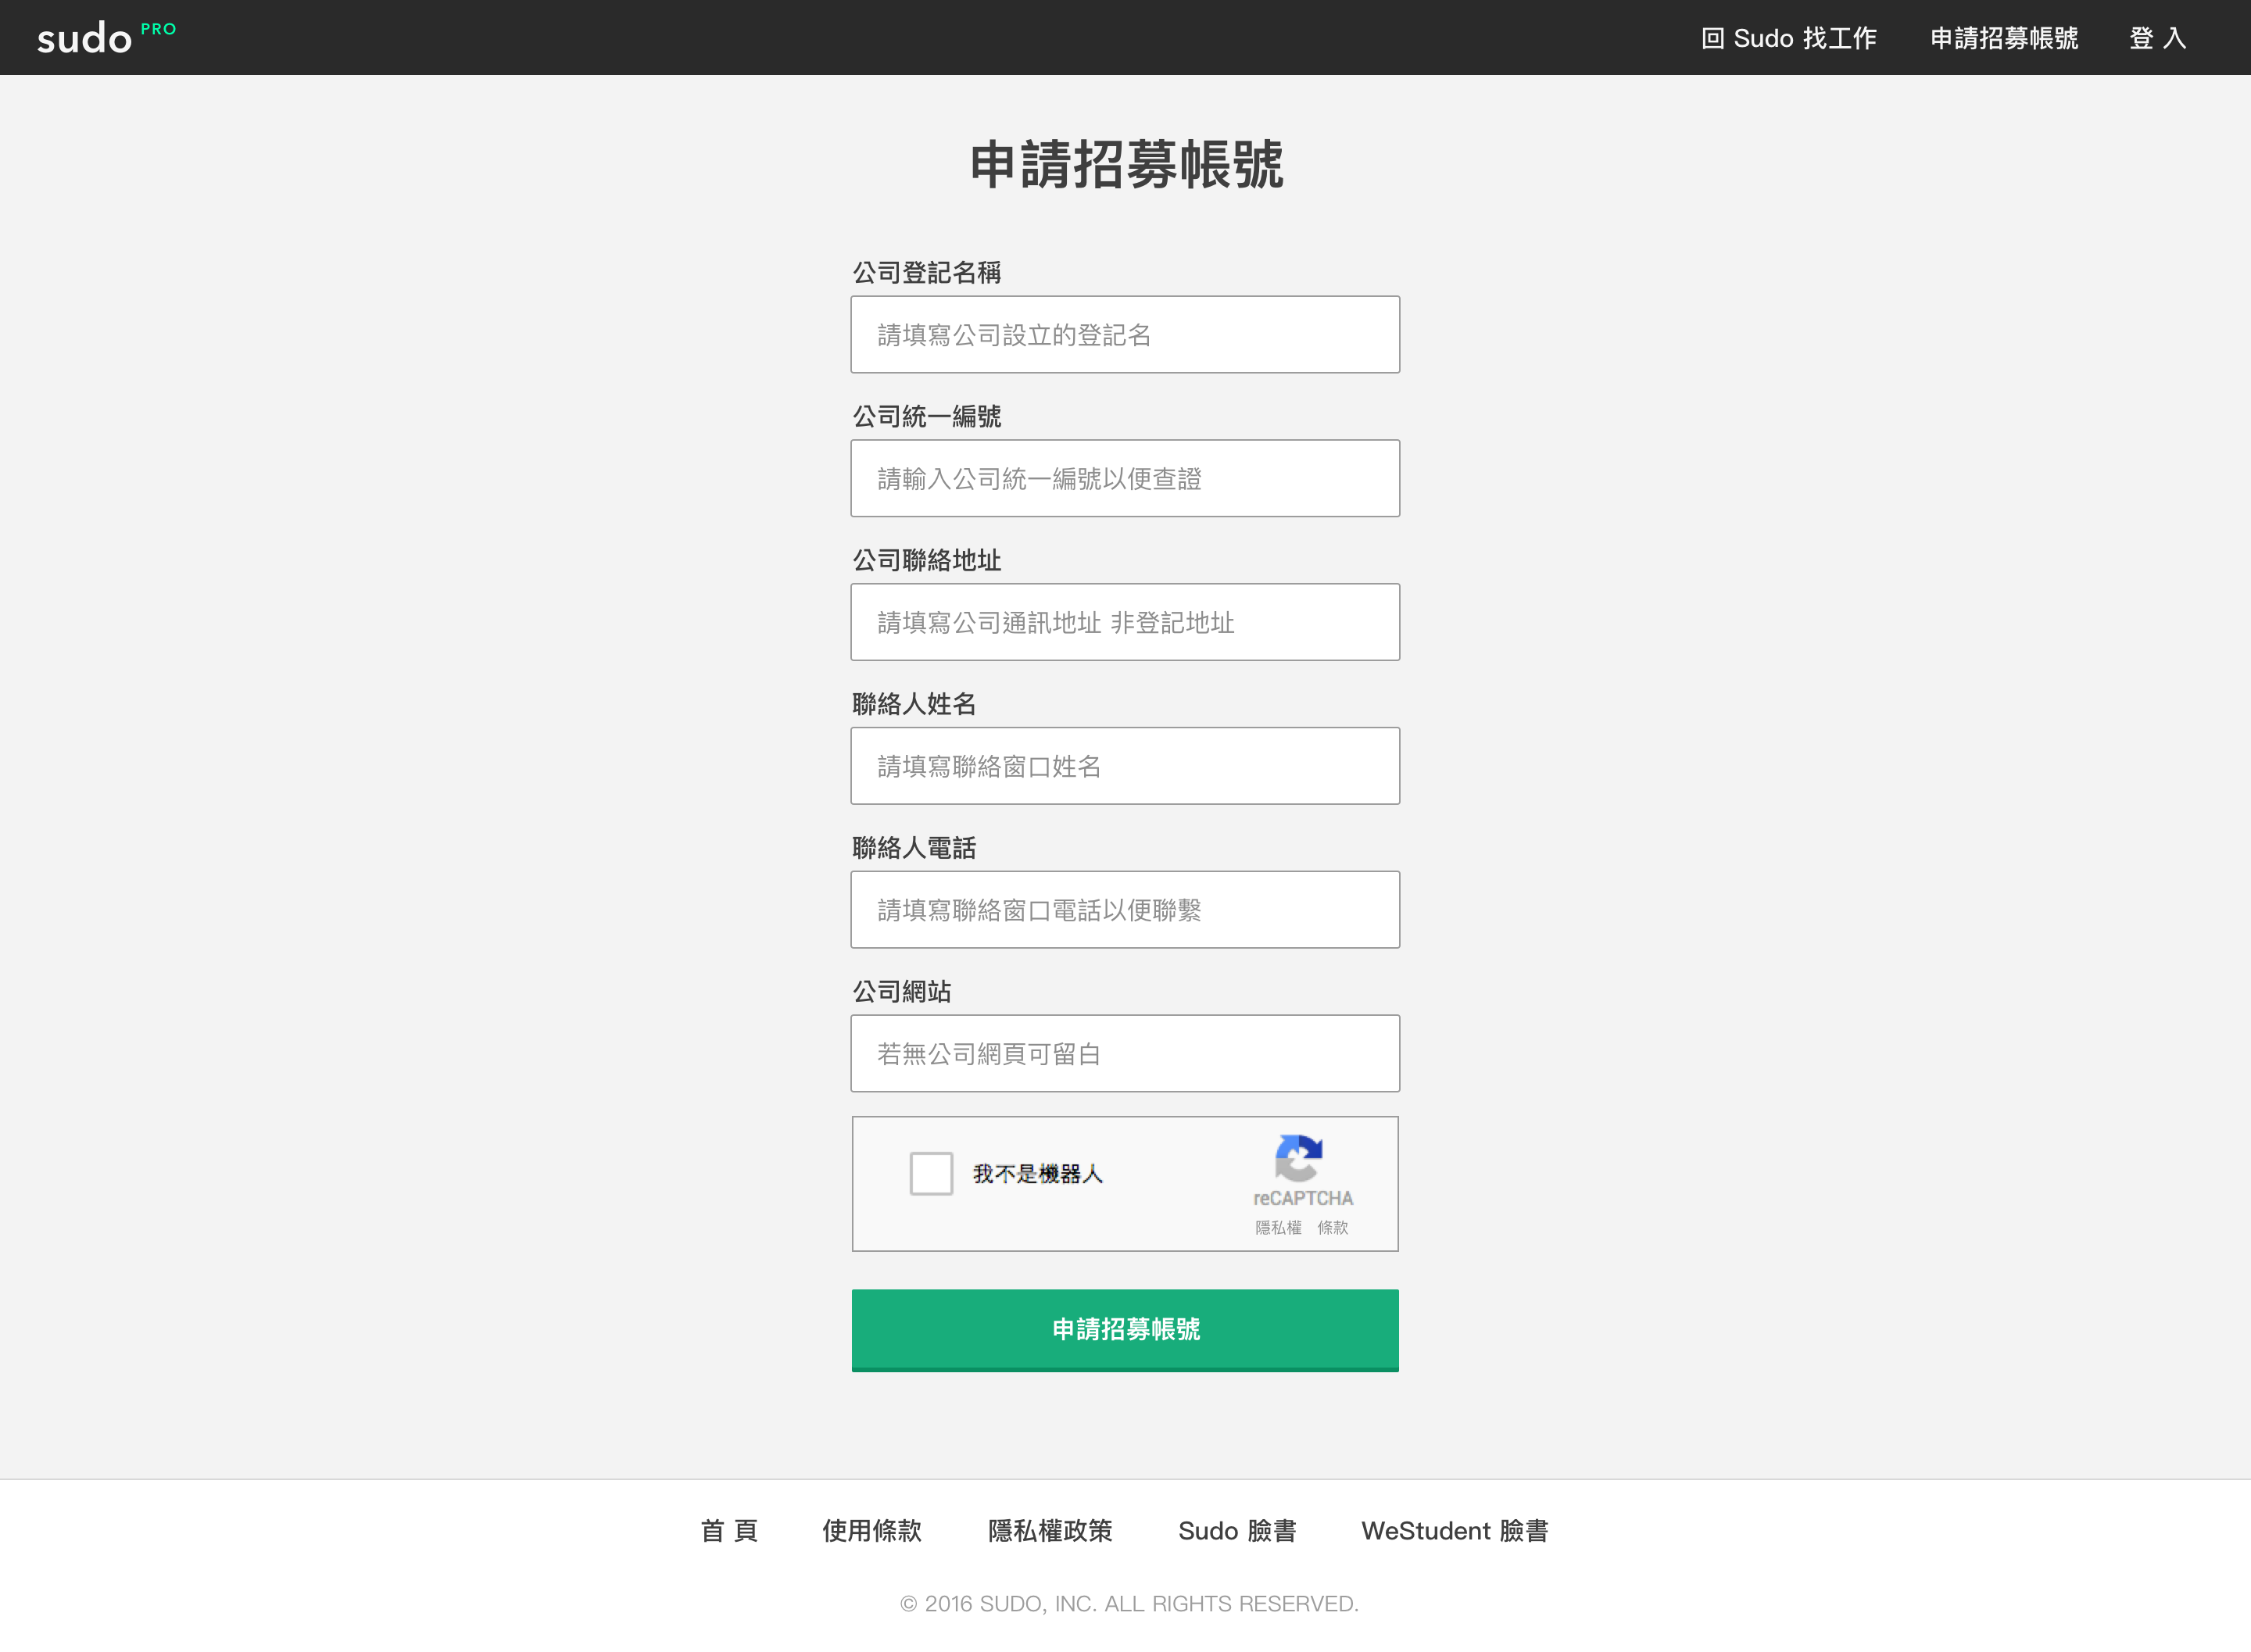 sudo PRO
回 Sudo 找工作 申請招募帳號 登 入
申請招募帳號
公司登記名稱
請填寫公司設立的登記名
公司統一編號
請輸入公司統一編號以便查證
公司聯絡地址
請填寫公司通訊地址 非登記地址
聯絡人姓名
請填寫聯絡窗口姓名
聯絡人電話
請填寫聯絡窗口電話以便聯繫
公司網站
若無公司網頁可留白
我不是機器人
reCAPTCHA
隱私權 條款
申請招募帳號
首 頁 使用條款 隱私權政策 Sudo 臉書 WeStudent 臉書
© 2016 SUDO, INC. ALL RIGHTS RESERVED.